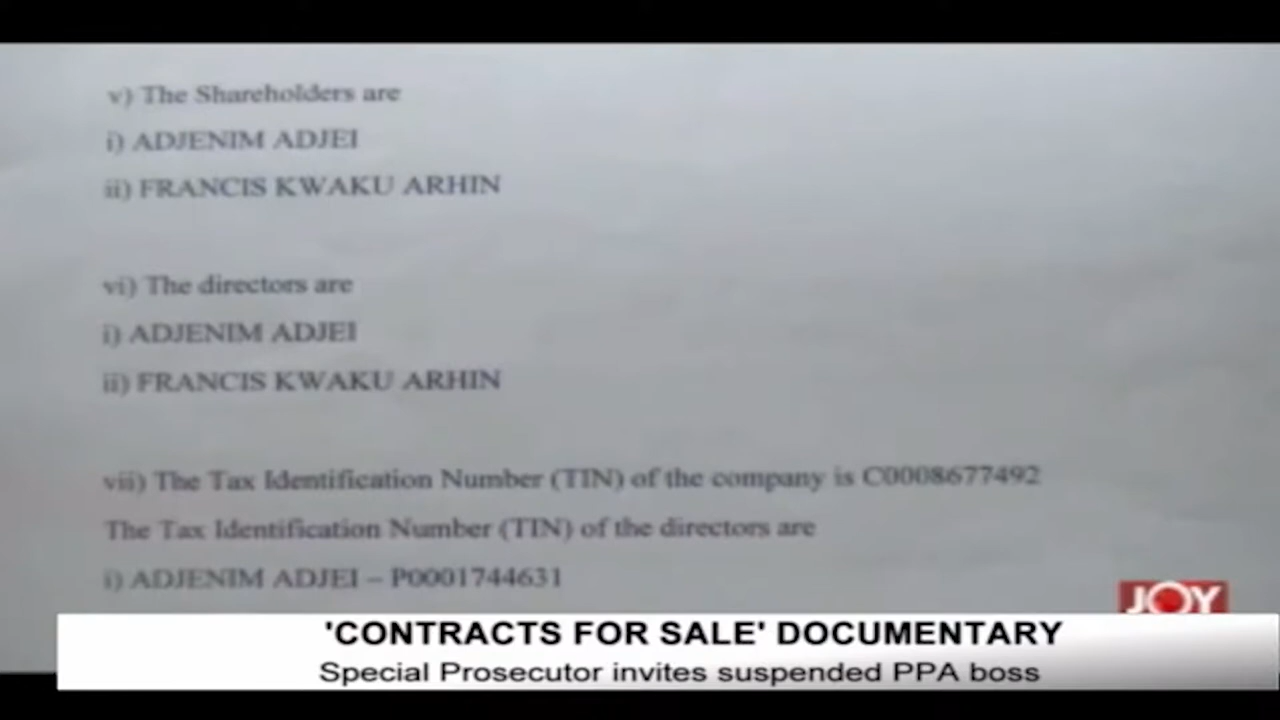 v) The Shareholders are
i) ADJENIM ADJEI
ii) FRANCIS KWAKU ARHIN
vi) The directors are
i) ADJENIM ADJEI
ii) FRANCIS KWAKU ARHIN
vii) The Tax Identification Number (TIN) of the company is C0008677492
The Tax Identification Number (TIN) of the directors are
i) ADJENIM ADJEI – P0001744631
JOY
'CONTRACTS FOR SALE' DOCUMENTARY
Special Prosecutor invites suspended PPA boss